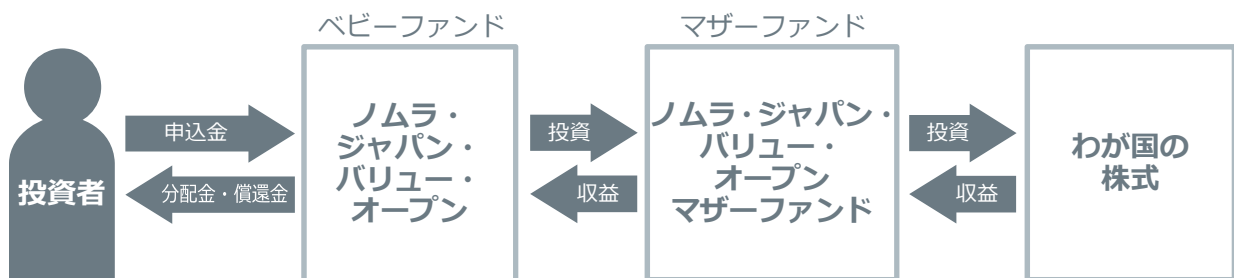 ベビーファンド
マザーファンド
投資者
申込金
分配金・償還金
ノムラ・
ジャパン・
バリュー・
オープン
投資
収益
ノムラ・ジャパン・
バリュー・
オープン
マザーファンド
投資
収益
わが国の
株式